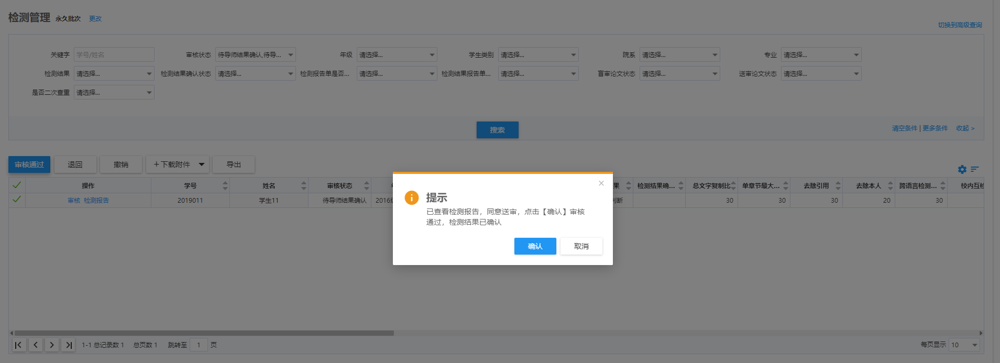 检测管理 永久批次 更改
切换到高级查询
关键字 学号/姓名 审核状态 待导师结果确认,待导... 年级 请选择... 学生类别 请选择... 院系 请选择... 专业 请选择...
检测结果 请选择... 检测结果确认状态 请选择... 检测报告单是否... 请选择... 检测结果报告单... 请选择... 盲审论文状态 请选择... 送审论文状态 请选择...
是否二次查重 请选择...
搜索 清空条件 | 更多条件 收起 >
审核通过 退回 撤销 +下载附件 导出
操作 学号 姓名 审核状态 果 检测结果确... 总文字复制比 单章节最大... 去除引用 去除本人 跨语言检测... 校内互检
审核 检测报告 2019011 学生11 待导师结果确认 2016级 判断 30 30 30 20 30
提示
已查看检测报告，同意送审，点击【确认】审核
通过，检测结果已确认
确认 取消
1-1 总记录数 1 总页数 1 跳转至 1 页 每页显示 10